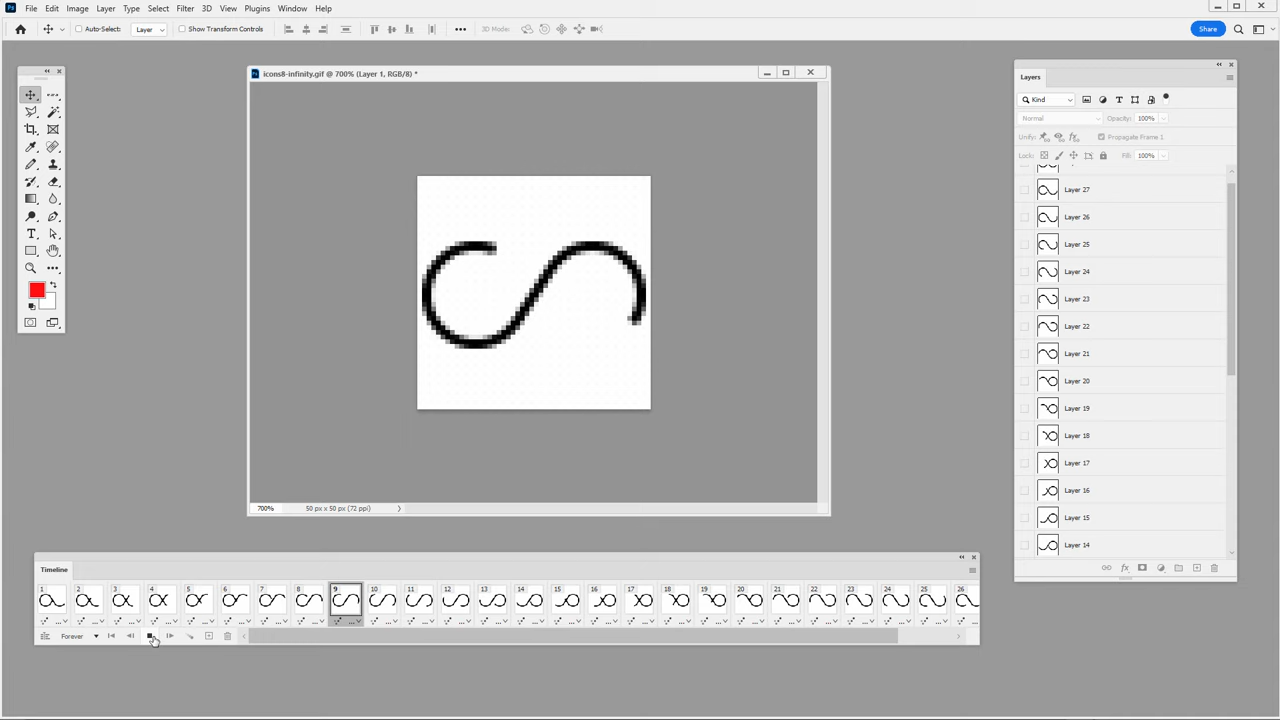 Ps File Edit Image Layer Type Select Filter 3D View Plugins Window Help
Auto-Select: Layer Show Transform Controls 3D Mode: Share
icons8-infinity.gif @ 700% (Layer 1, RGB/8) *
Layers
Kind
Normal Opacity: 100%
Unify: Propagate Frame 1
Lock: Fill: 100%
Layer 27
Layer 26
Layer 25
Layer 24
Layer 23
Layer 22
Layer 21
Layer 20
Layer 19
Layer 18
Layer 17
Layer 16
Layer 15
Layer 14
700% 50 px x 50 px (72 ppi)
Timeline
1 2 3 4 5 6 7 8 9 10 11 12 13 14 15 16 17 18 19 20 21 22 23 24 25 26
Forever